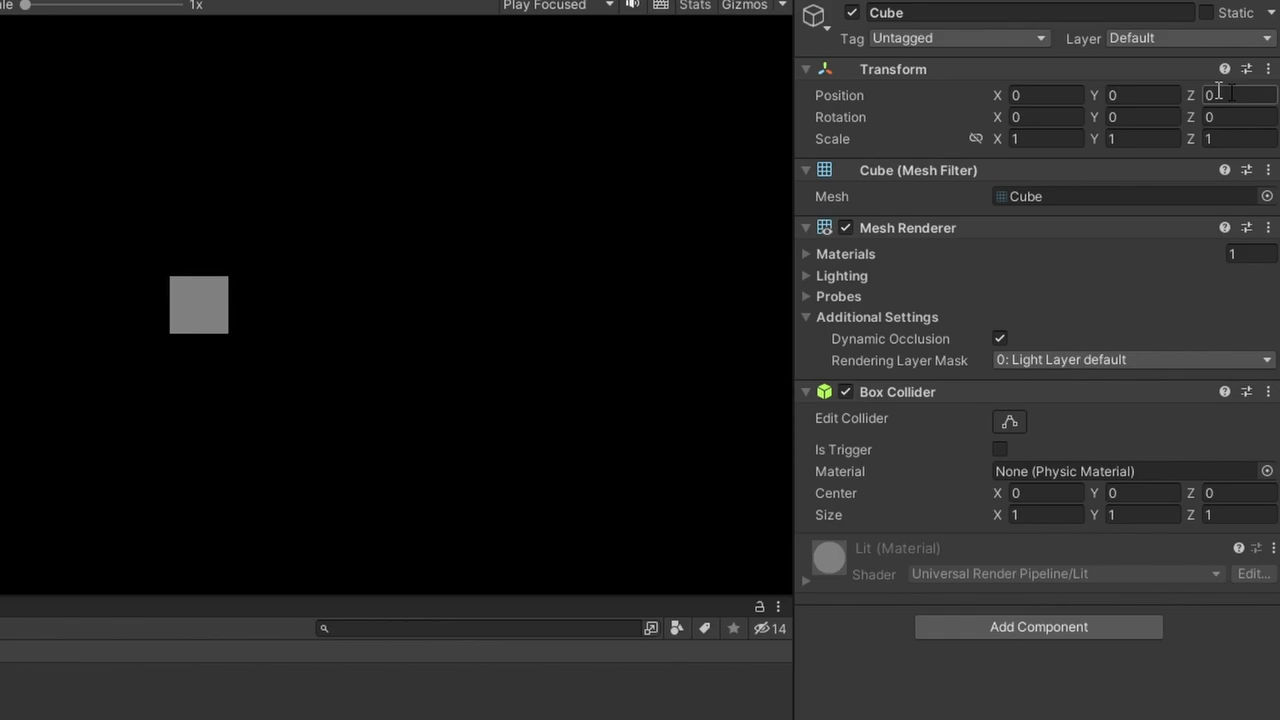 le 1x Play Focused Stats Gizmos
Cube Static
Tag Untagged Layer Default
Transform
Position X 0 Y 0 Z 0
Rotation X 0 Y 0 Z 0
Scale X 1 Y 1 Z 1
Cube (Mesh Filter)
Mesh Cube
Mesh Renderer
Materials 1
Lighting
Probes
Additional Settings
Dynamic Occlusion
Rendering Layer Mask 0: Light Layer default
Box Collider
Edit Collider
Is Trigger
Material None (Physic Material)
Center X 0 Y 0 Z 0
Size X 1 Y 1 Z 1
Lit (Material)
Shader Universal Render Pipeline/Lit Edit...
Add Component
14